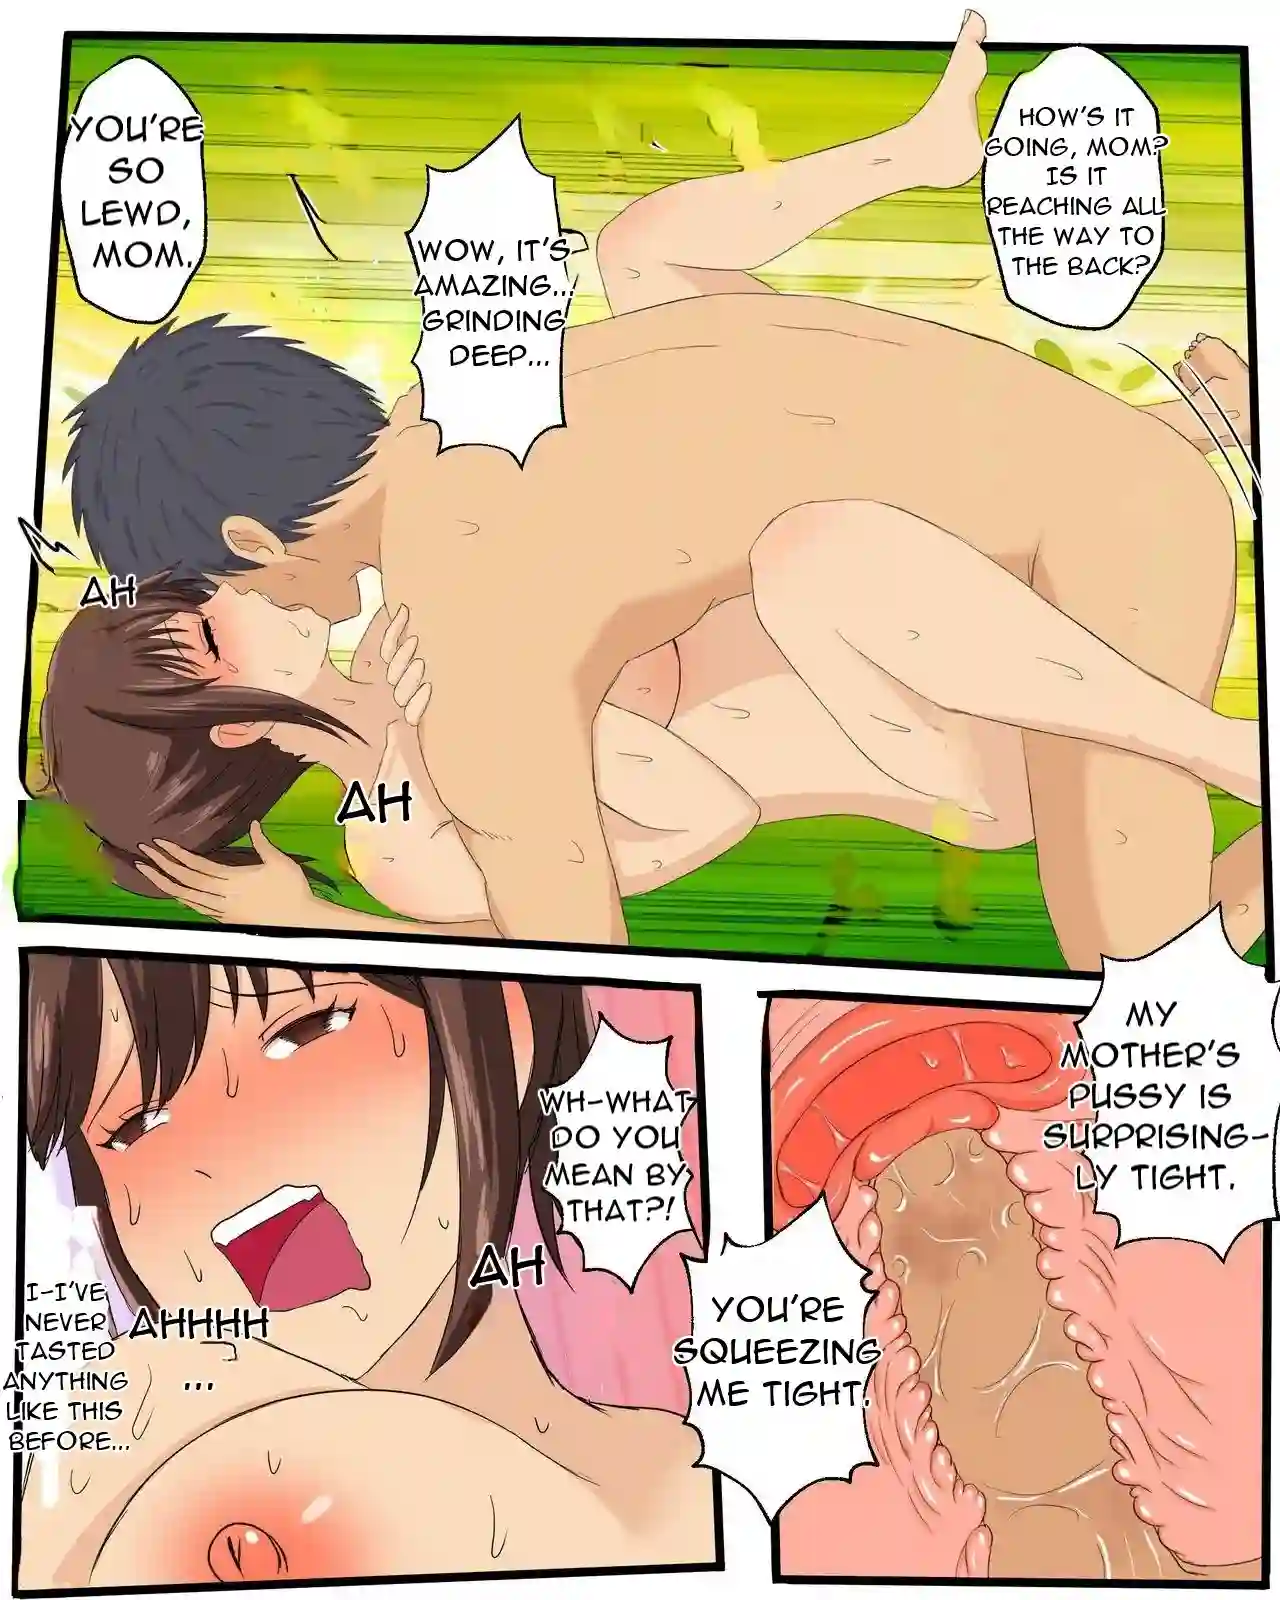 YOU'RE
SO
LEWD,
MOM.
WOW, IT'S
AMAZING...
GRINDING
DEEP...
HOW'S IT
GOING, MOM?
IS IT
REACHING ALL
THE WAY TO
THE BACK?
AH
AH
WH-WHAT
DO YOU
MEAN BY
THAT?!
AH
I-I'VE
NEVER
TASTED
ANYTHING
LIKE THIS
BEFORE...
AHHHH
...
MY
MOTHER'S
PUSSY IS
SURPRISING-
LY TIGHT.
YOU'RE
SQUEEZING
ME TIGHT.